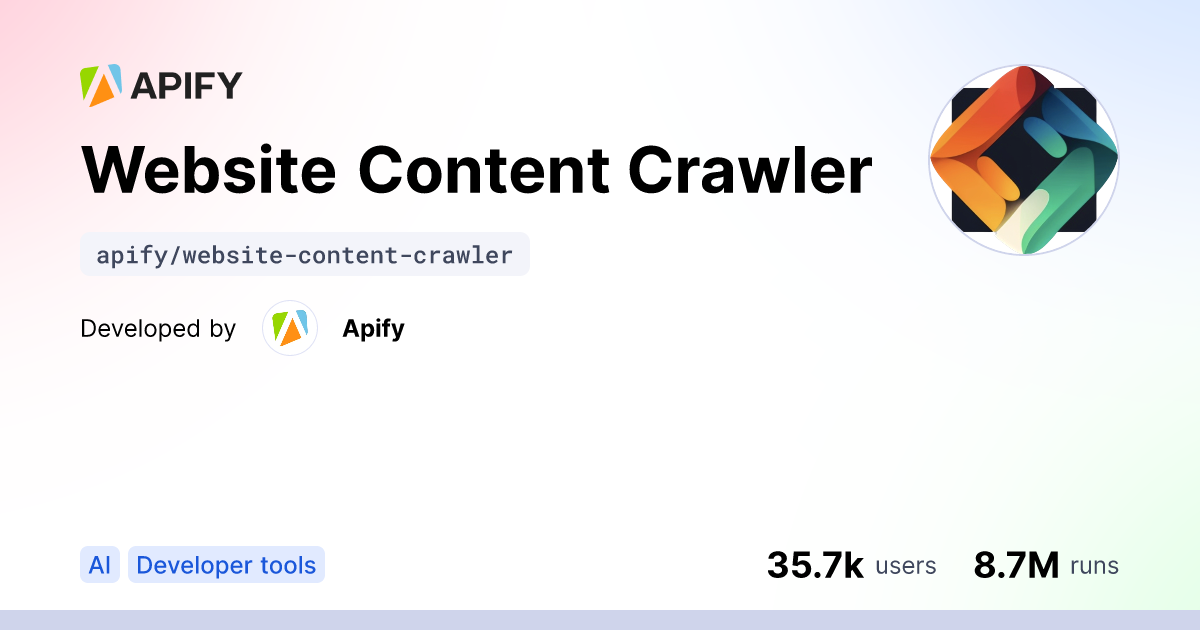 APIFY
Website Content Crawler
apify/website-content-crawler
Developed by Apify
AI Developer tools
35.7k users 8.7M runs